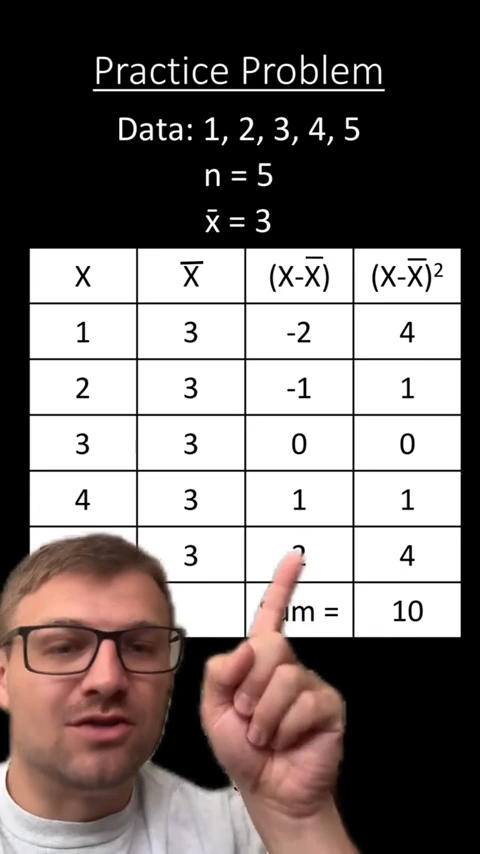 Practice Problem
Data: 1, 2, 3, 4, 5
n = 5
x̄ = 3
X X̄ (X-X̄) (X-X̄)²
1 3 -2 4
2 3 -1 1
3 3 0 0
4 3 1 1
3 2 4
= 10